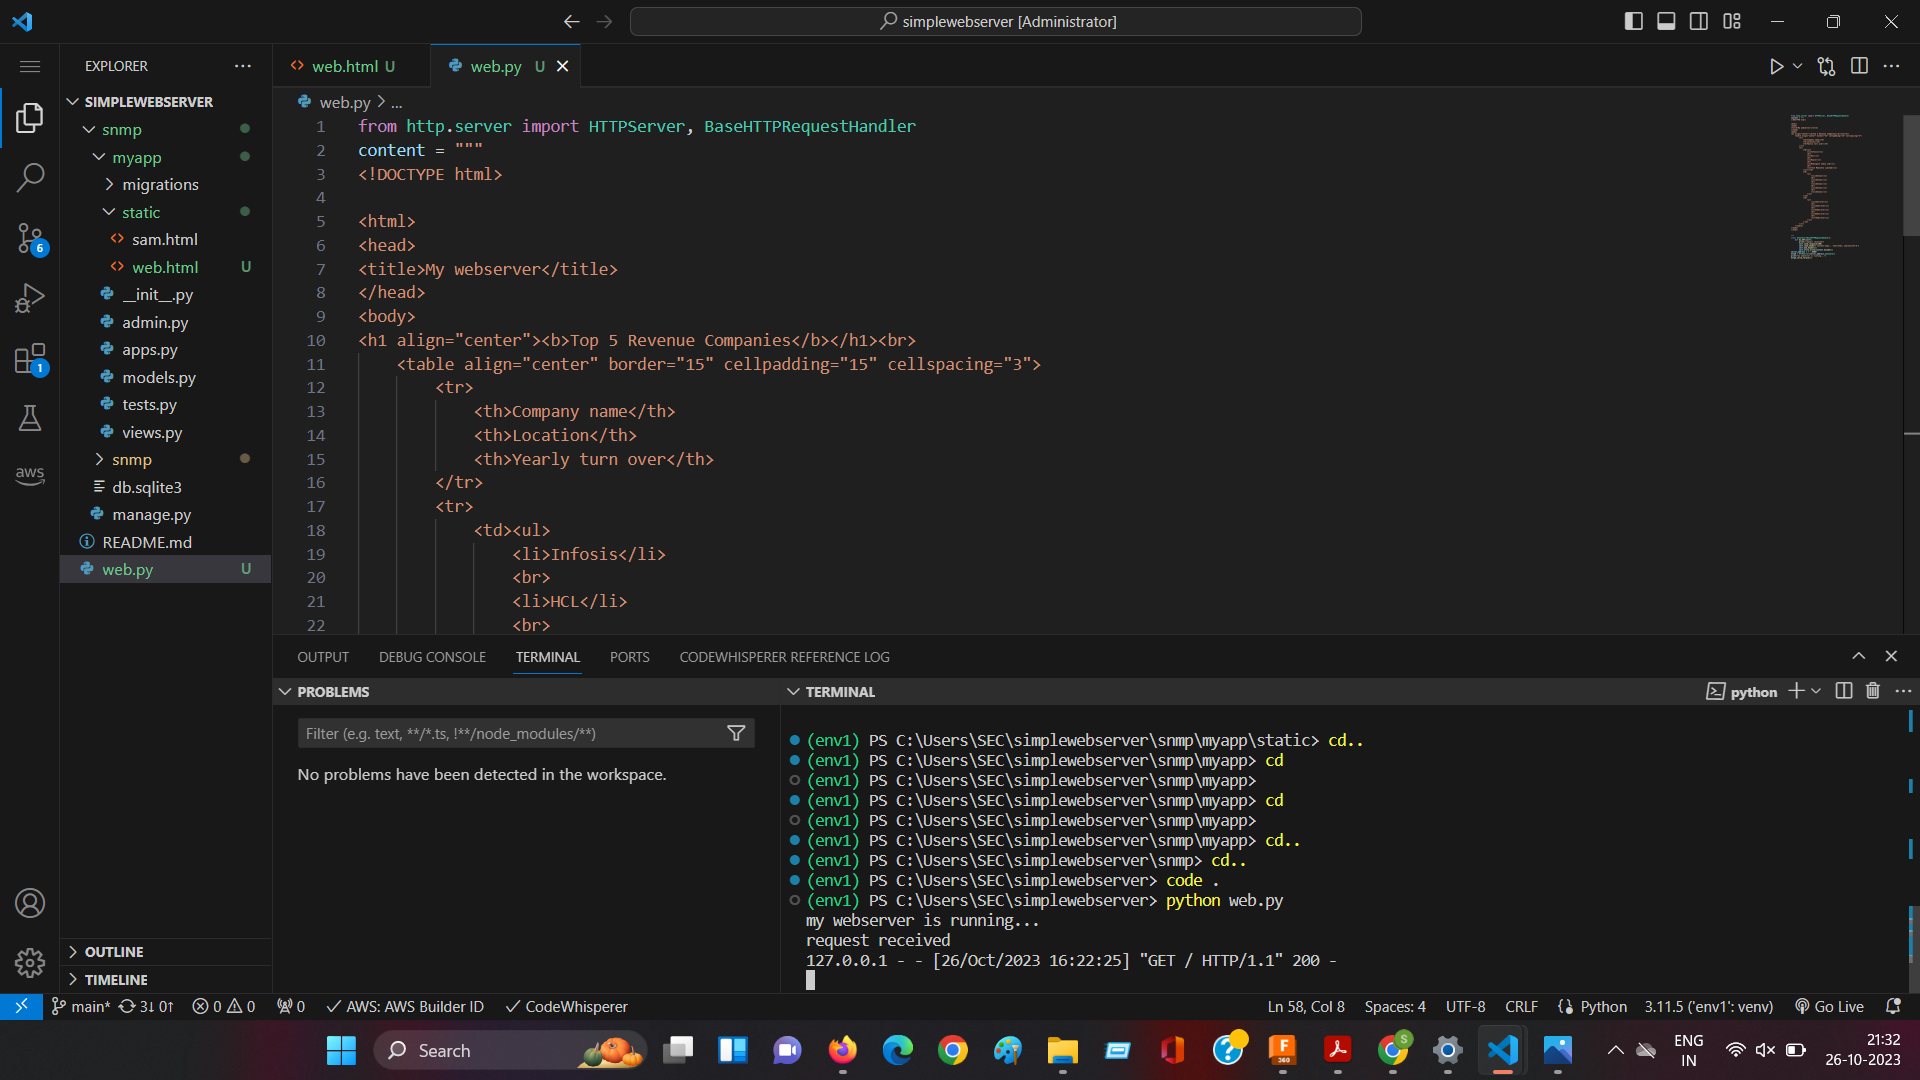 simplewebserver [Administrator]
EXPLORER
SIMPLEWEBSERVER
snmp
myapp
migrations
static
sam.html
web.html U
__init__.py
admin.py
apps.py
models.py
tests.py
views.py
snmp
db.sqlite3
manage.py
README.md
web.py U
OUTLINE
TIMELINE
6
1
aws
web.html U
web.py U
web.py > ...
1 from http.server import HTTPServer, BaseHTTPRequestHandler
2 content = """
3 <!DOCTYPE html>
4
5 <html>
6 <head>
7 <title>My webserver</title>
8 </head>
9 <body>
10 <h1 align="center"><b>Top 5 Revenue Companies</b></h1><br>
11 <table align="center" border="15" cellpadding="15" cellspacing="3">
12 <tr>
13 <th>Company name</th>
14 <th>Location</th>
15 <th>Yearly turn over</th>
16 </tr>
17 <tr>
18 <td><ul>
19 <li>Infosis</li>
20 <br>
21 <li>HCL</li>
22 <br>
OUTPUT DEBUG CONSOLE TERMINAL PORTS CODEWHISPERER REFERENCE LOG
PROBLEMS
Filter (e.g. text, **/*.ts, !**/node_modules/**)
No problems have been detected in the workspace.
TERMINAL
python
(env1) PS C:\Users\SEC\simplewebserver\snmp\myapp\static> cd..
(env1) PS C:\Users\SEC\simplewebserver\snmp\myapp> cd
(env1) PS C:\Users\SEC\simplewebserver\snmp\myapp>
(env1) PS C:\Users\SEC\simplewebserver\snmp\myapp> cd
(env1) PS C:\Users\SEC\simplewebserver\snmp\myapp>
(env1) PS C:\Users\SEC\simplewebserver\snmp\myapp> cd..
(env1) PS C:\Users\SEC\simplewebserver\snmp> cd..
(env1) PS C:\Users\SEC\simplewebserver> code .
(env1) PS C:\Users\SEC\simplewebserver> python web.py
my webserver is running...
request received
127.0.0.1 - - [26/Oct/2023 16:22:25] "GET / HTTP/1.1" 200 -
main* 3↓ 0↑ 0 0 0 AWS: AWS Builder ID CodeWhisperer Ln 58, Col 8 Spaces: 4 UTF-8 CRLF Python 3.11.5 ('env1': venv) Go Live
Search
F
360
S
ENG
IN
21:32
26-10-2023